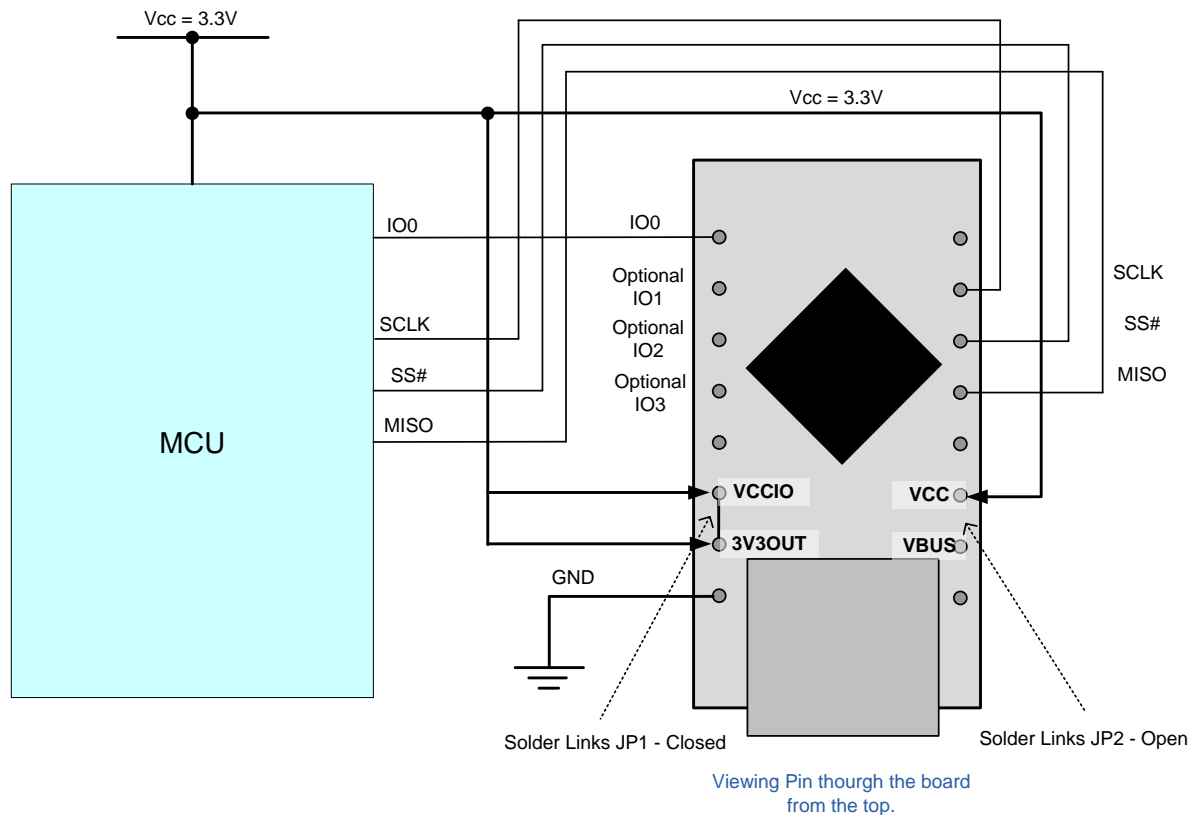 Vcc = 3.3V
Vcc = 3.3V
IO0
IO0
Optional
IO1
SCLK
Optional
IO2
SCLK
SS#
SS#
Optional
IO3
MISO
MISO
MCU
VCCIO
VCC
3V3OUT
VBUS
GND
Solder Links JP1 - Closed
Solder Links JP2 - Open
Viewing Pin thourgh the board
from the top.